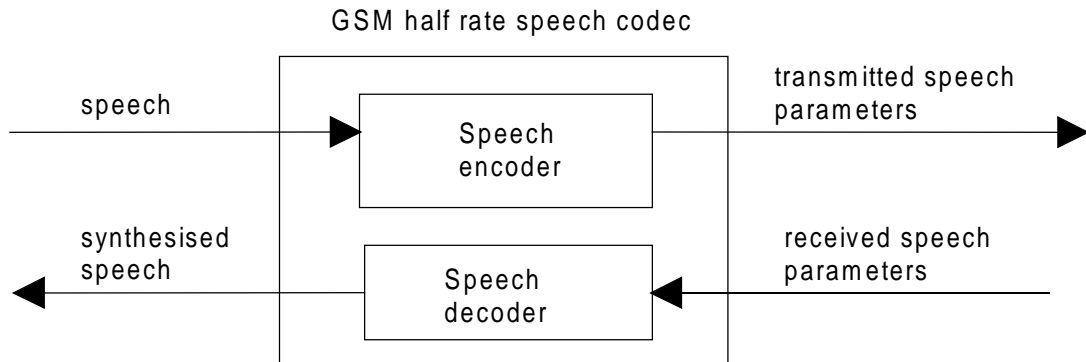 GSM half rate speech codec
speech
transmitted speech
parameters
Speech
encoder
synthesised
speech
received speech
parameters
Speech
decoder